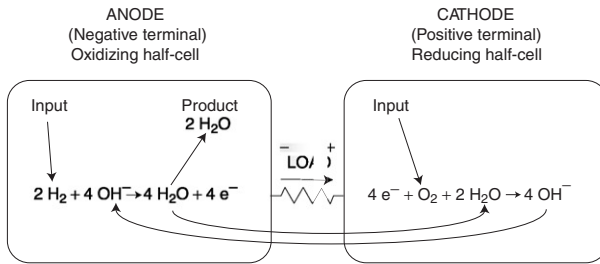 ANODE
(Negative terminal)
Oxidizing half-cell
CATHODE
(Positive terminal)
Reducing half-cell
Input
Product
2 H₂O
2 H₂ + 4 OH⁻ → 4 H₂O + 4 e⁻
− +
Input
4 e⁻ + O₂ + 2 H₂O → 4 OH⁻